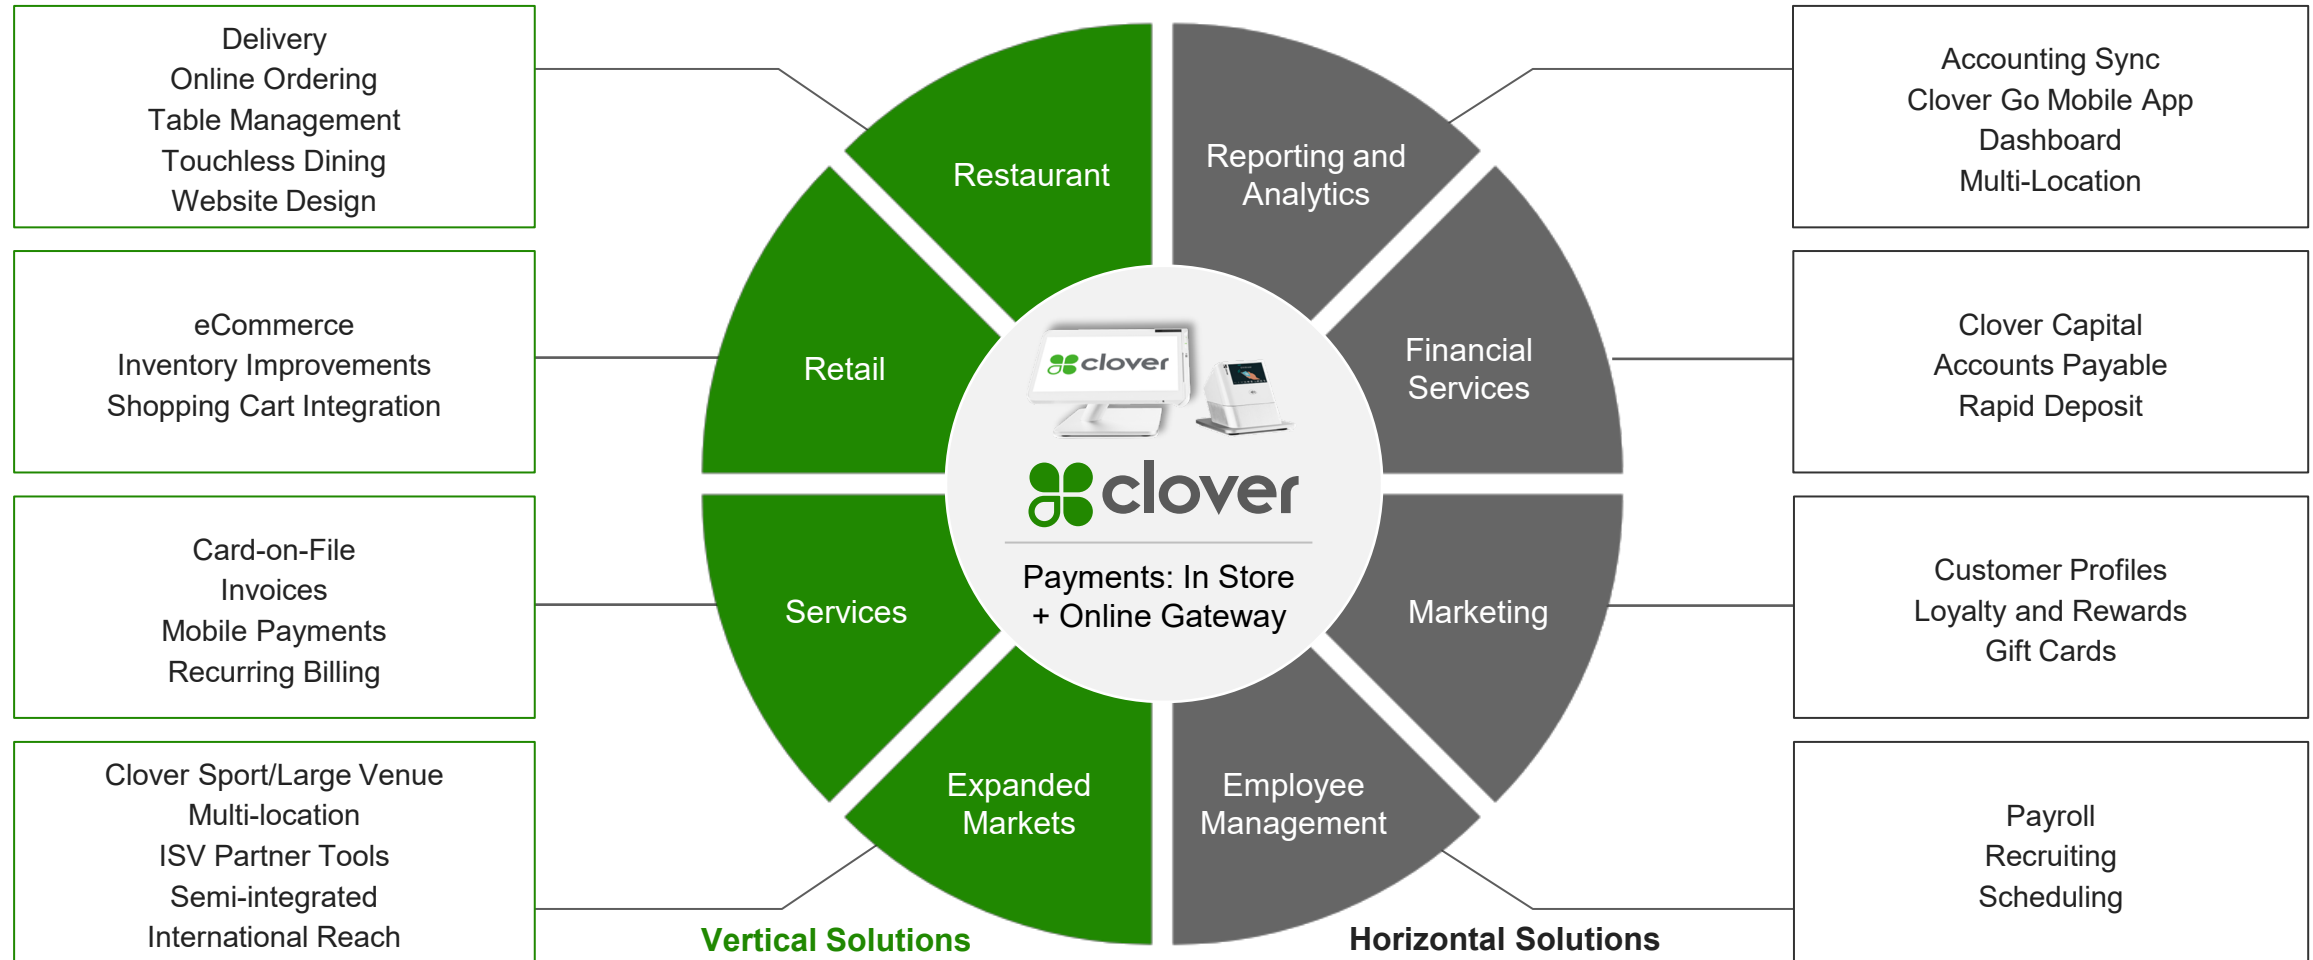 Delivery
Online Ordering
Table Management
Touchless Dining
Website Design
eCommerce
Inventory Improvements
Shopping Cart Integration
Card-on-File
Invoices
Mobile Payments
Recurring Billing
Clover Sport/Large Venue
Multi-location
ISV Partner Tools
Semi-integrated
International Reach
Restaurant
Retail
Services
Expanded
Markets
Vertical Solutions
clover
clover
Payments: In Store
+ Online Gateway
Reporting and
Analytics
Financial
Services
Marketing
Employee
Management
Horizontal Solutions
Accounting Sync
Clover Go Mobile App
Dashboard
Multi-Location
Clover Capital
Accounts Payable
Rapid Deposit
Customer Profiles
Loyalty and Rewards
Gift Cards
Payroll
Recruiting
Scheduling